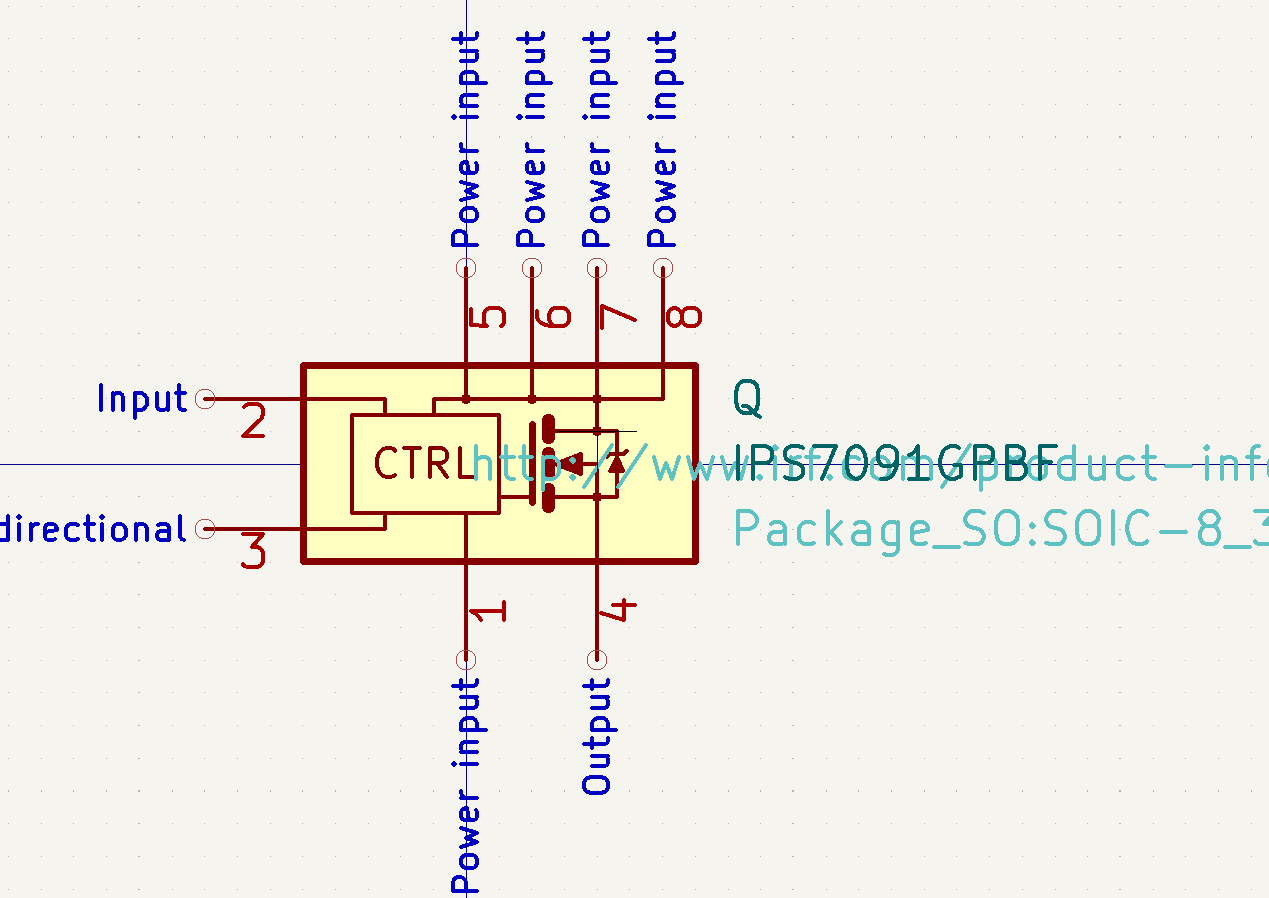 Power input
Power input
Power input
Power input
5
6
7
8
Input
2
Q
CTRL
http://www.irf.com/product-info
IPS7091GPBF
directional
3
Package_SO:SOIC-8_3
1
4
Power input
Output